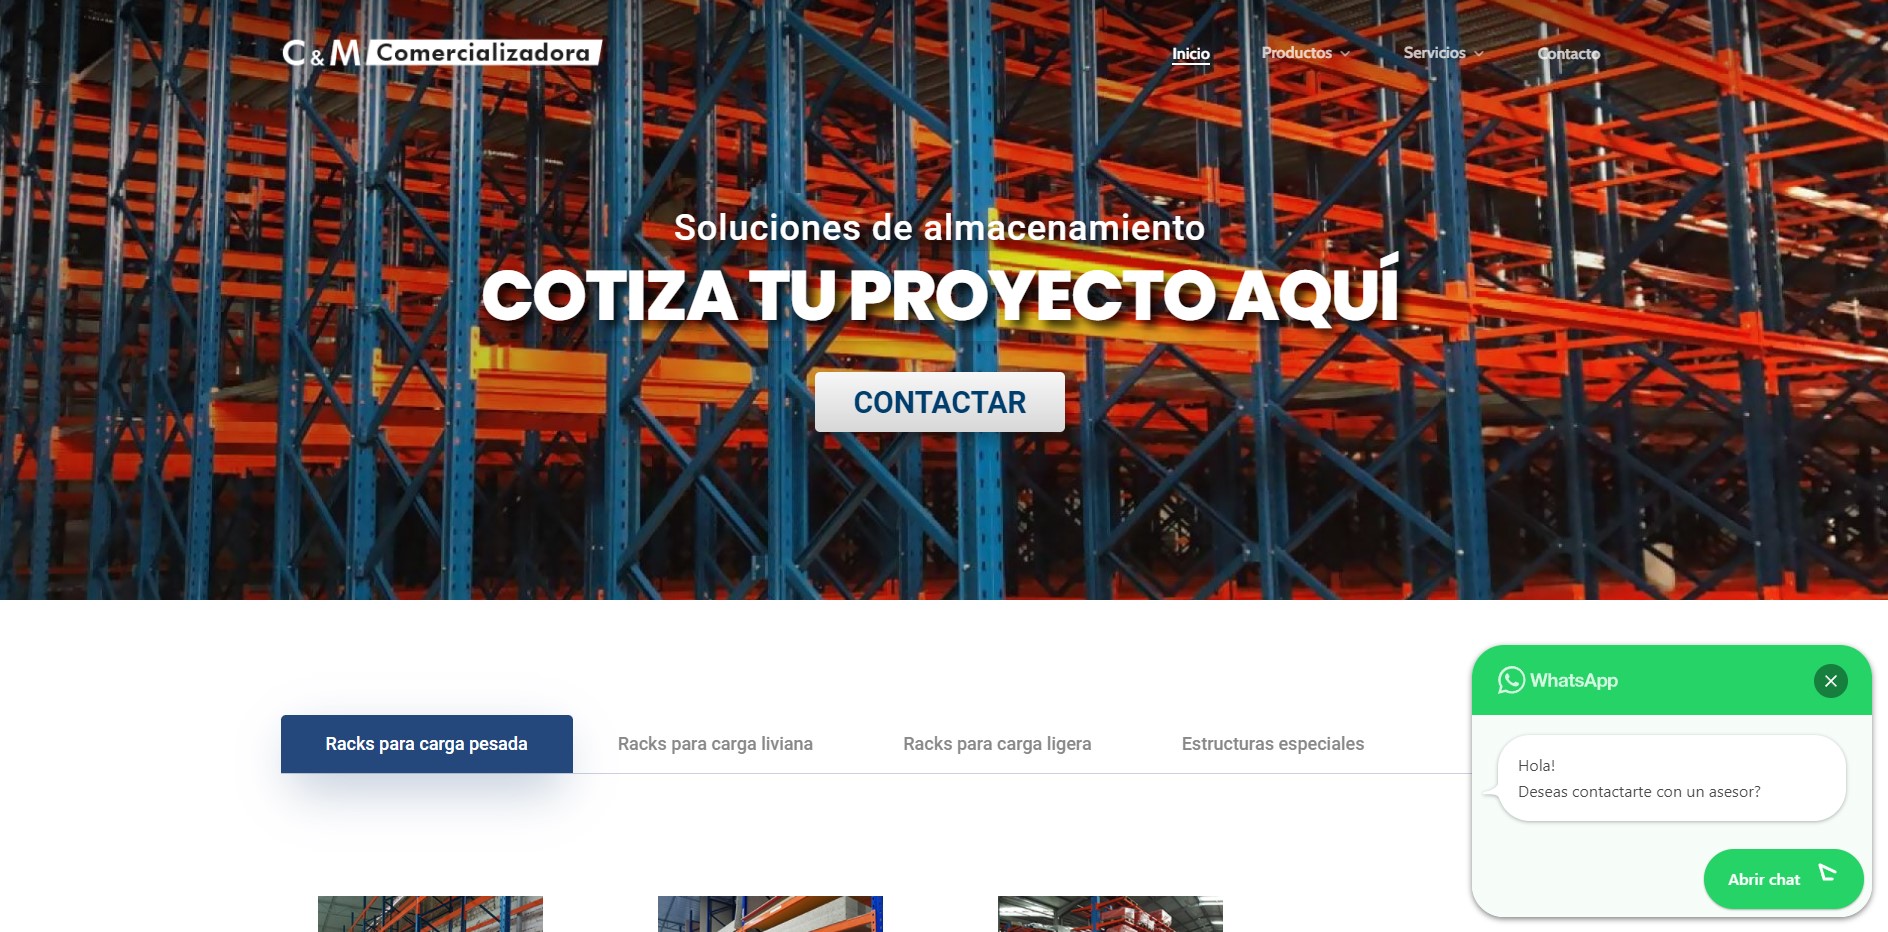 C & M Comercializadora
Inicio
Productos
Servicios
Contacto
Soluciones de almacenamiento
COTIZA TU PROYECTO AQUÍ
CONTACTAR
Racks para carga pesada
Racks para carga liviana
Racks para carga ligera
Estructuras especiales
WhatsApp
Hola!
Deseas contactarte con un asesor?
Abrir chat